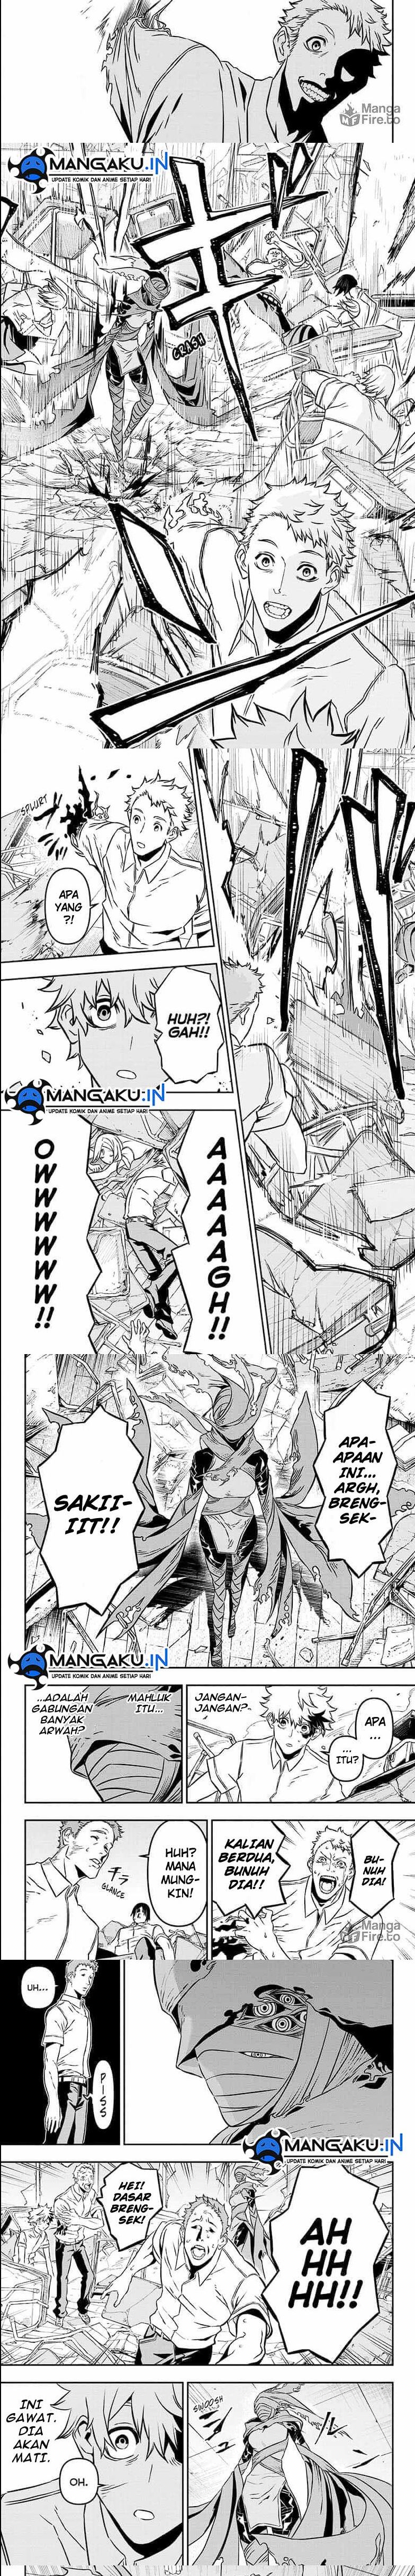 Manga
Fire.to
MANGAKU.IN
UPDATE KOMIK DAN ANIME SETIAP HARI
CRASH
SPLURT
APA
YANG
?!
HUH?!
GAH!!
MANGAKU.IN
UPDATE KOMIK DAN ANIME SETIAP HARI
AAAAAGH!!
OWWWWWW!!
APA-
APAAN
INI...
ARGH,
BRENG-
SEK-
SAKII-
IIT!!
MANGAKU.IN
UPDATE KOMIK DAN ANIME SETIAP HARI
APA
...
...
ITU?
JANGAN-
JANGAN?-
MAHLUK
ITU...
...ADALAH
GABUNGAN
BANYAK
ARWAH?
BU-
NUH
DIA!
KALIAN
BERDUA,
BUNUH
DIA!!
Manga
Fire.to
HUH?
MANA
MUNG-
KIN!
チラ
GLANCE
UH...
PISS
MANGAKU.IN
UPDATE KOMIK DAN ANIME SETIAP HARI
AH
HH
HH!!
HEI!
DASAR
BRENG-
SEK!
SWOOSH
INI
GAWAT.
DIA
AKAN
MATI.
OH.